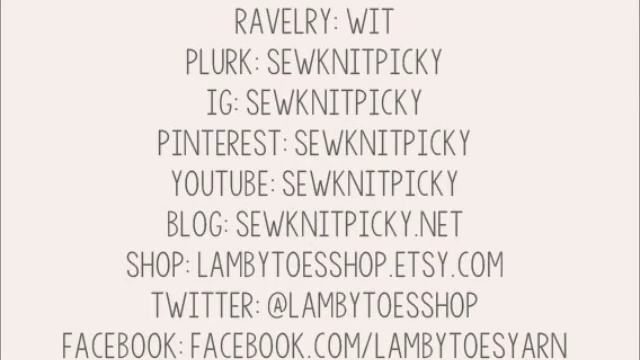 RAVELRY: WIT
PLURK: SEWKNITPICKY
IG: SEWKNITPICKY
PINTEREST: SEWKNITPICKY
YOUTUBE: SEWKNITPICKY
BLOG: SEWKNITPICKY.NET
SHOP: LAMBYTOESSHOP.ETSY.COM
TWITTER: @LAMBYTOESSHOP
FACEBOOK: FACEBOOK.COM/LAMBYTOESYARN